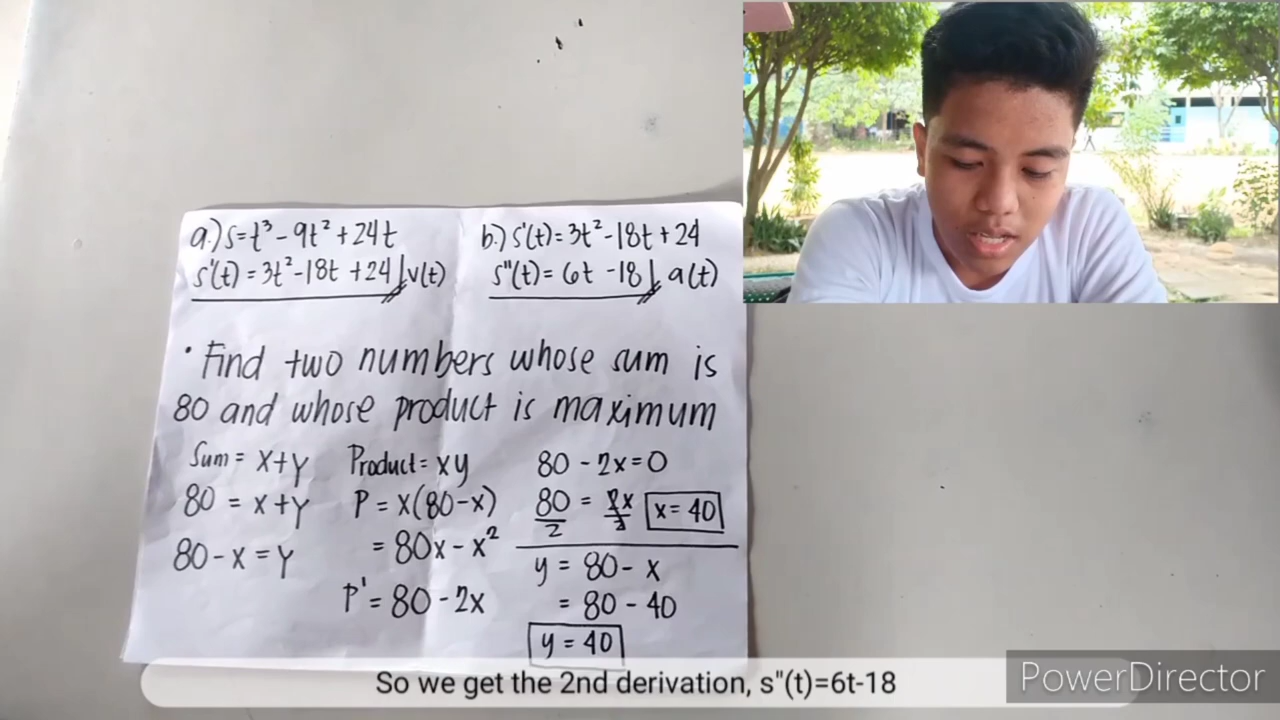 a.) s=t³-9t²+24t
s'(t)=3t²-18t+24 v(t)
b.) s'(t)=3t²-18t+24
s"(t)=6t-18 a(t)
• Find two numbers whose sum is
80 and whose product is maximum
Sum = x+y
80 = x+y
80-x=y
Product = xy
P = x(80-x)
= 80x-x²
P' = 80-2x
80-2x=0
80/2 = 2x/2 x=40
y = 80-x
= 80-40
y = 40
So we get the 2nd derivation, s"(t)=6t-18
PowerDirector